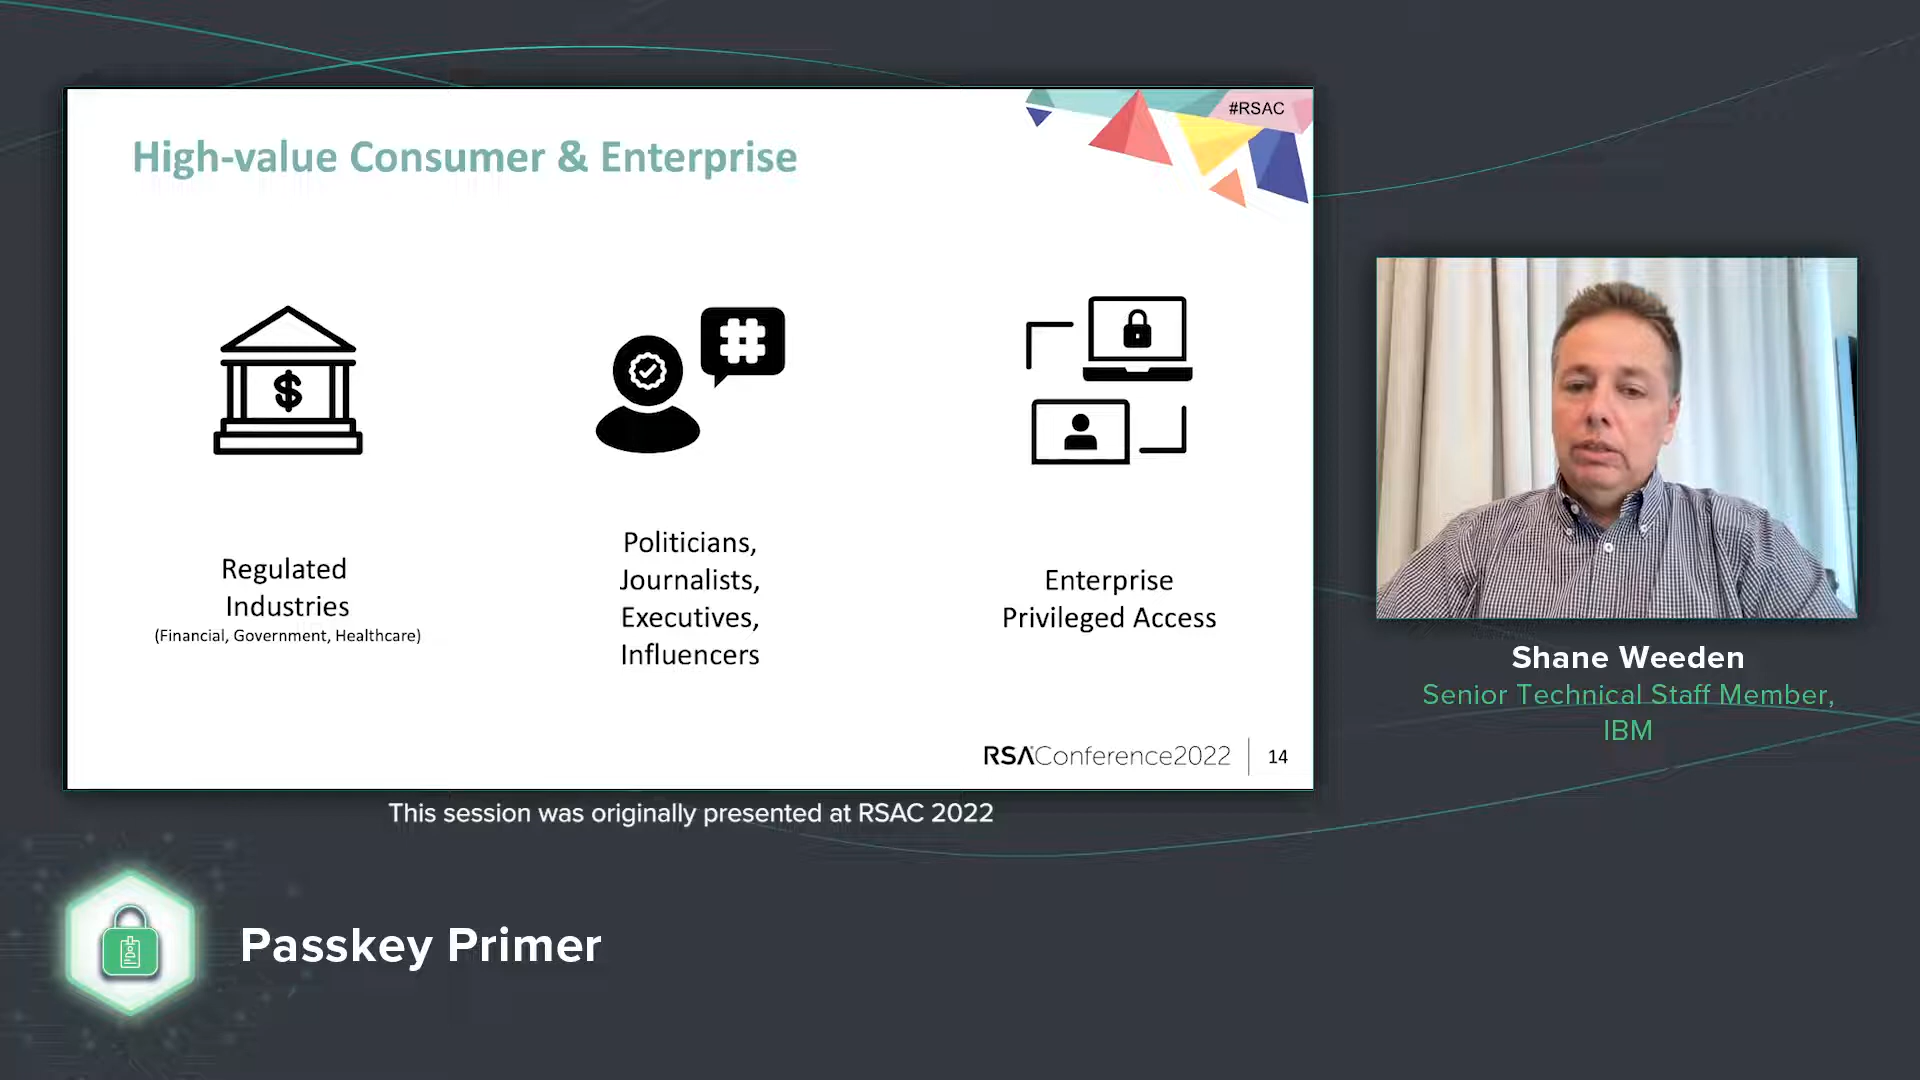 #RSAC
High-value Consumer & Enterprise
$
#
Regulated
Industries
(Financial, Government, Healthcare)
Politicians,
Journalists,
Executives,
Influencers
Enterprise
Privileged Access
RSAConference2022
14
Shane Weeden
Senior Technical Staff Member,
IBM
This session was originally presented at RSAC 2022
Passkey Primer